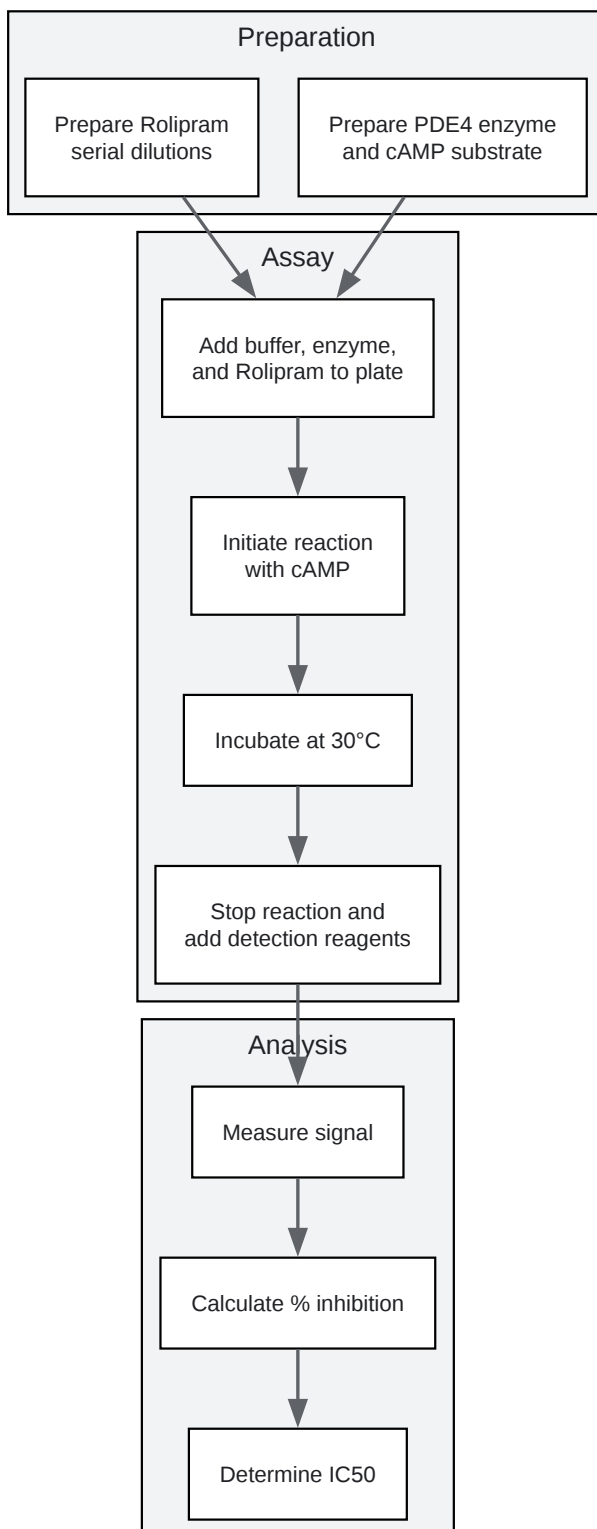 Preparation
Prepare Rolipram
serial dilutions
Prepare PDE4 enzyme
and cAMP substrate
Assay
Add buffer, enzyme,
and Rolipram to plate
Initiate reaction
with cAMP
Incubate at 30°C
Stop reaction and
add detection reagents
Analysis
Measure signal
Calculate % inhibition
Determine IC50